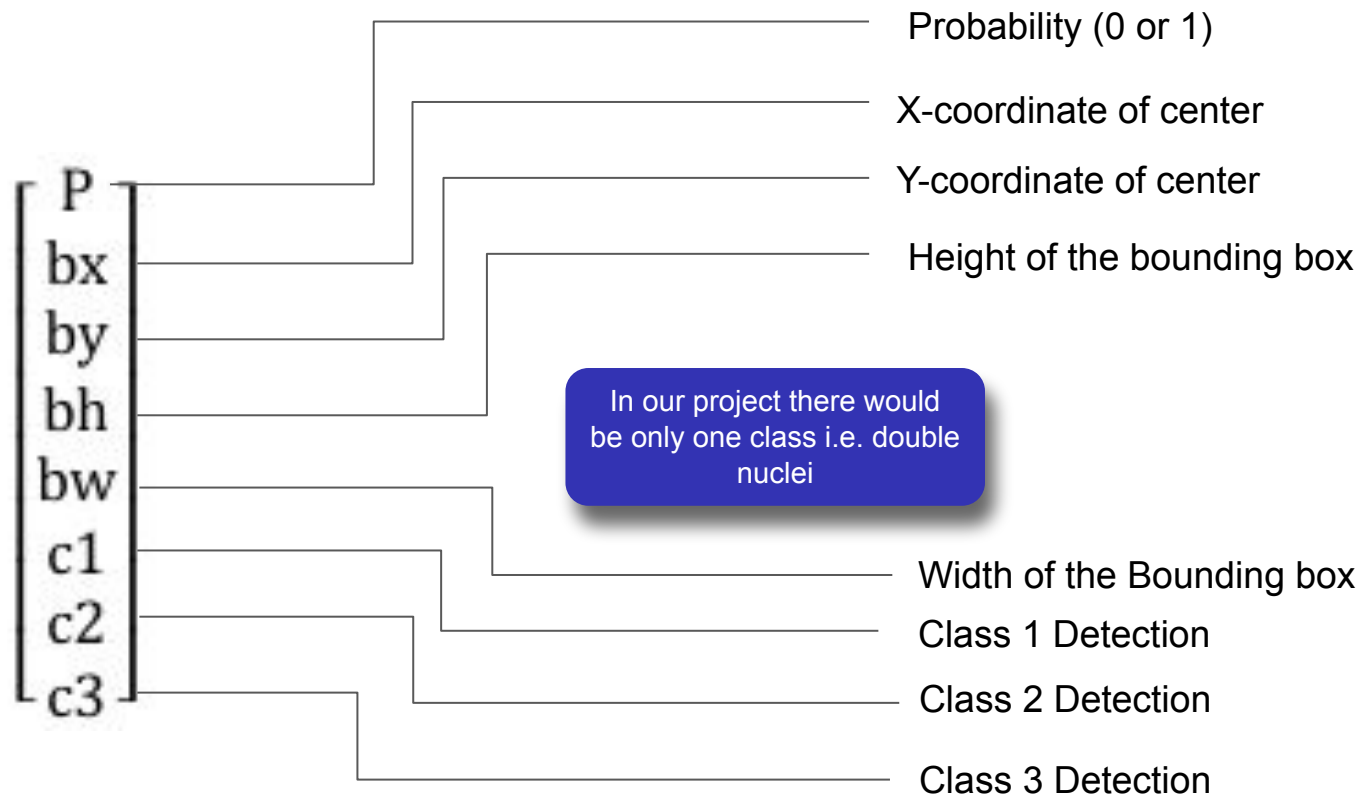 Probability (0 or 1)
X-coordinate of center
Y-coordinate of center
Height of the bounding box
P
bx
by
bh
bw
c1
c2
c3
In our project there would
be only one class i.e. double
nuclei
Width of the Bounding box
Class 1 Detection
Class 2 Detection
Class 3 Detection